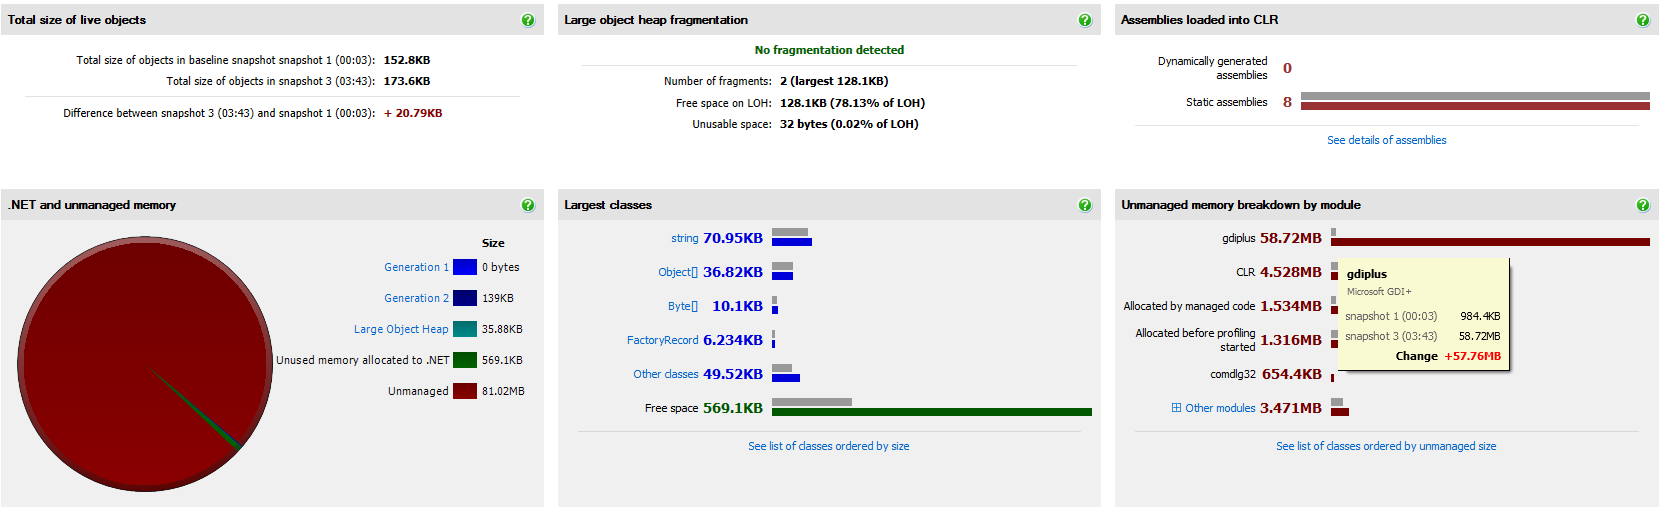 Total size of live objects
Total size of objects in baseline snapshot snapshot 1 (00:03): 152.8KB
Total size of objects in snapshot 3 (03:43): 173.6KB
Difference between snapshot 3 (03:43) and snapshot 1 (00:03): + 20.79KB
Large object heap fragmentation
No fragmentation detected
Number of fragments: 2 (largest 128.1KB)
Free space on LOH: 128.1KB (78.13% of LOH)
Unusable space: 32 bytes (0.02% of LOH)
Assemblies loaded into CLR
Dynamically generated
assemblies 0
Static assemblies 8
See details of assemblies
.NET and unmanaged memory
Size
Generation 1 0 bytes
Generation 2 139KB
Large Object Heap 35.88KB
Unused memory allocated to .NET 569.1KB
Unmanaged 81.02MB
Largest classes
string 70.95KB
Object[] 36.82KB
Byte[] 10.1KB
FactoryRecord 6.234KB
Other classes 49.52KB
Free space 569.1KB
See list of classes ordered by size
Unmanaged memory breakdown by module
gdiplus 58.72MB
CLR 4.528MB
Allocated by managed code 1.534MB
Allocated before profiling
started 1.316MB
comdlg32 654.4KB
Other modules 3.471MB
See list of classes ordered by unmanaged size
gdiplus
Microsoft GDI+
snapshot 1 (00:03) 984.4KB
snapshot 3 (03:43) 58.72MB
Change +57.76MB